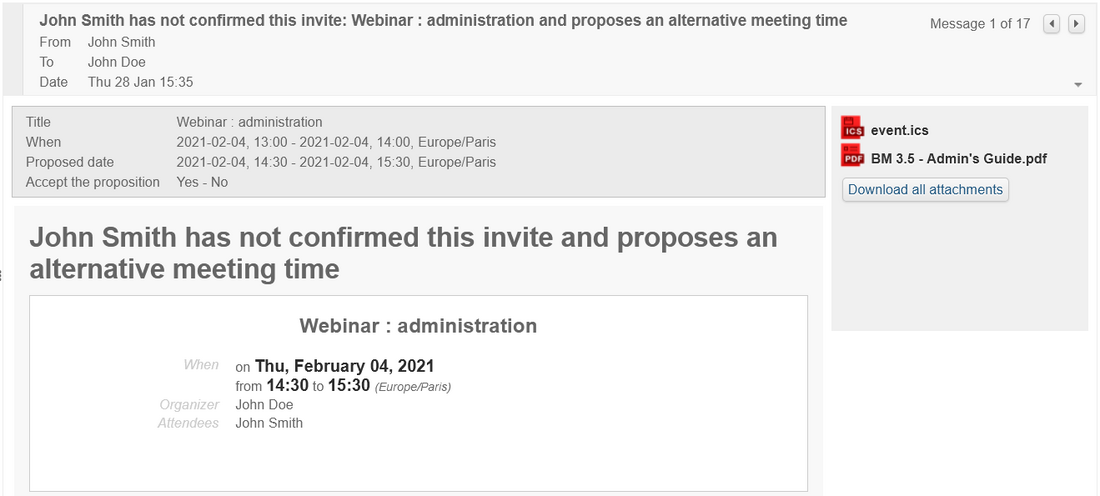 John Smith has not confirmed this invite: Webinar : administration and proposes an alternative meeting time
Message 1 of 17
From John Smith
To John Doe
Date Thu 28 Jan 15:35
Title Webinar : administration
When 2021-02-04, 13:00 - 2021-02-04, 14:00, Europe/Paris
Proposed date 2021-02-04, 14:30 - 2021-02-04, 15:30, Europe/Paris
Accept the proposition Yes - No
ICS event.ics
PDF BM 3.5 - Admin's Guide.pdf
Download all attachments
John Smith has not confirmed this invite and proposes an
alternative meeting time
Webinar : administration
When on Thu, February 04, 2021
from 14:30 to 15:30 (Europe/Paris)
Organizer John Doe
Attendees John Smith